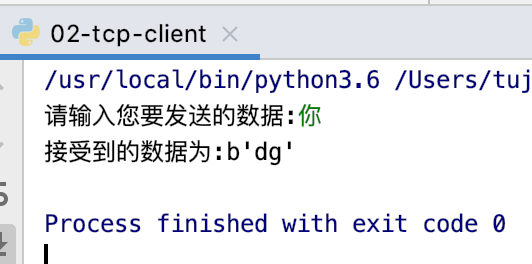 02-tcp-client
/usr/local/bin/python3.6 /Users/tuj
请输入您要发送的数据:你
接受到的数据为:b'dg'
Process finished with exit code 0